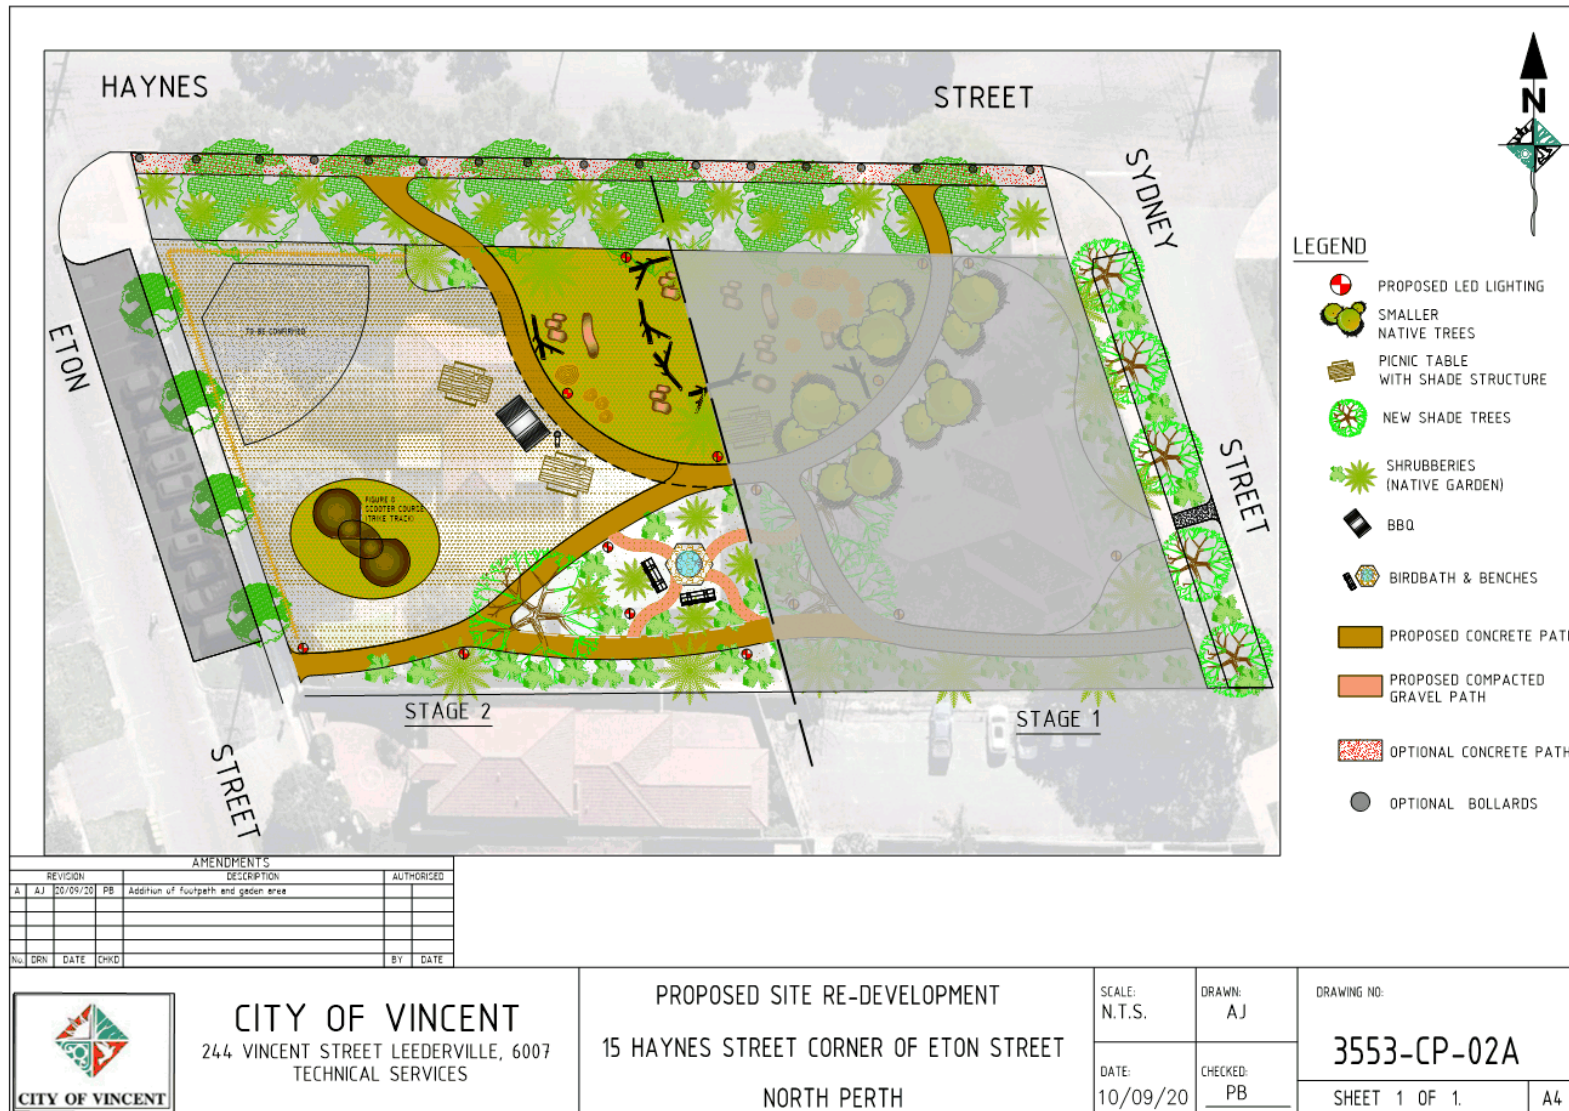 HAYNES
STREET
SYDNEY
STREET
ETON
STREET
N
TO BE CONFIRMED
FIGURE 8
SCOOTER COURSE
(TRIKE TRACK)
STAGE 2
STAGE 1
LEGEND
PROPOSED LED LIGHTING
SMALLER
NATIVE TREES
PICNIC TABLE
WITH SHADE STRUCTURE
NEW SHADE TREES
SHRUBBERIES
(NATIVE GARDEN)
BBQ
BIRDBATH & BENCHES
PROPOSED CONCRETE PATH
PROPOSED COMPACTED
GRAVEL PATH
OPTIONAL CONCRETE PATH
OPTIONAL BOLLARDS
AMENDMENTS
REVISION DESCRIPTION AUTHORISED
A AJ 20/09/20 PB Addition of footpath and gaden area
No. DRN DATE CHKD BY DATE
CITY OF VINCENT
CITY OF VINCENT
244 VINCENT STREET LEEDERVILLE, 6007
TECHNICAL SERVICES
PROPOSED SITE RE-DEVELOPMENT
15 HAYNES STREET CORNER OF ETON STREET
NORTH PERTH
SCALE:
N.T.S.
DRAWN:
AJ
DATE:
10/09/20
CHECKED:
PB
DRAWING NO:
3553-CP-02A
SHEET 1 OF 1.
A4